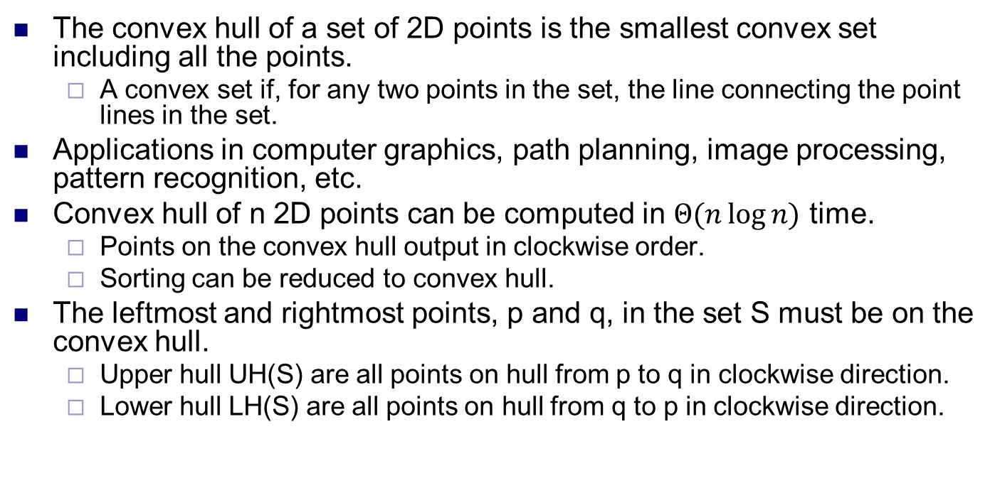 The convex hull of a set of 2D points is the smallest convex set
including all the points.
A convex set if, for any two points in the set, the line connecting the point
lines in the set.
Applications in computer graphics, path planning, image processing,
pattern recognition, etc.
Convex hull of n 2D points can be computed in Θ(n log n) time.
Points on the convex hull output in clockwise order.
Sorting can be reduced to convex hull.
The leftmost and rightmost points, p and q, in the set S must be on the
convex hull.
Upper hull UH(S) are all points on hull from p to q in clockwise direction.
Lower hull LH(S) are all points on hull from q to p in clockwise direction.